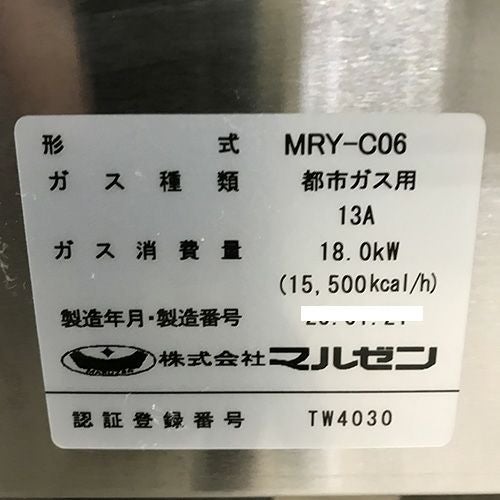 形式 MRY-C06
ガス種類 都市ガス用
13A
ガス消費量 18.0kW
(15,500kcal/h)
製造年月・製造番号
MARUZEN 株式会社マルゼン
認証登録番号 TW4030